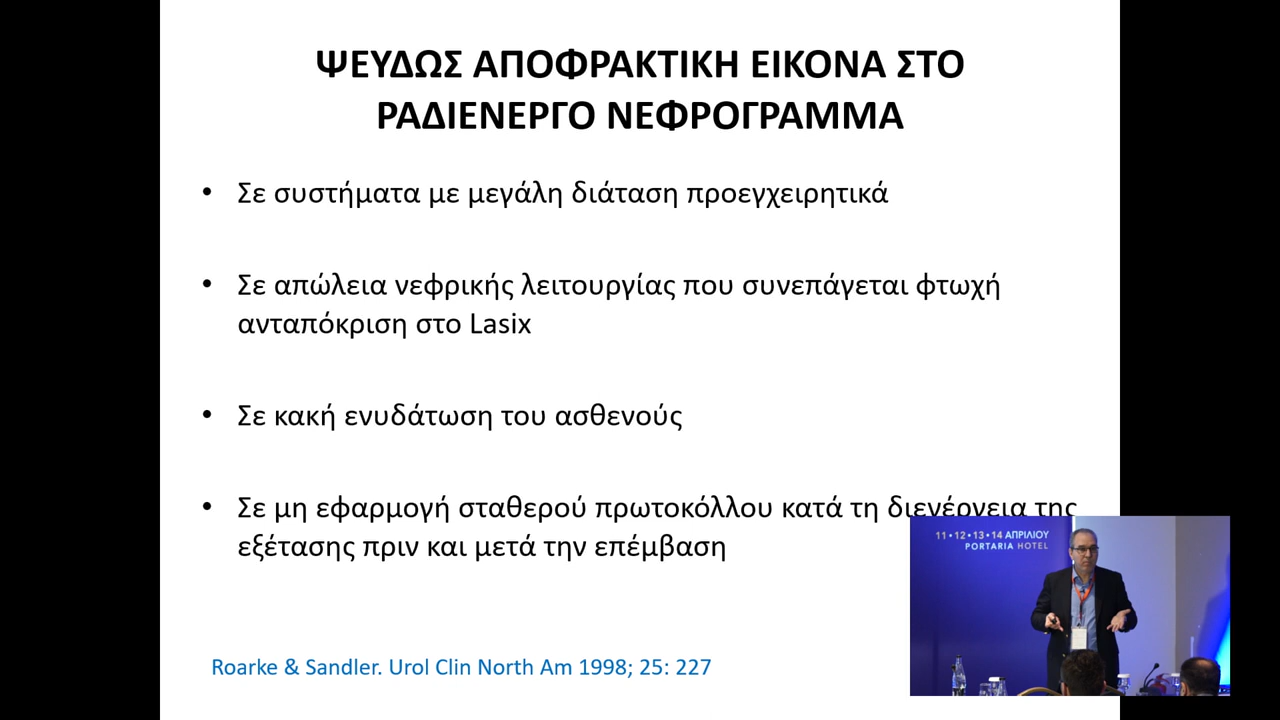 ΨΕΥΔΩΣ ΑΠΟΦΡΑΚΤΙΚΗ ΕΙΚΟΝΑ ΣΤΟ
ΡΑΔΙΕΝΕΡΓΟ ΝΕΦΡΟΓΡΑΜΜΑ
• Σε συστήματα με μεγάλη διάταση προεγχειρητικά
• Σε απώλεια νεφρικής λειτουργίας που συνεπάγεται φτωχή
ανταπόκριση στο Lasix
• Σε κακή ενυδάτωση του ασθενούς
• Σε μη εφαρμογή σταθερού πρωτοκόλλου κατά τη διενέργεια της
εξέτασης πριν και μετά την επέμβαση
11•12•13•14 ΑΠΡΙΛΙΟΥ
PORTARIA HOTEL
Roarke & Sandler. Urol Clin North Am 1998; 25: 227